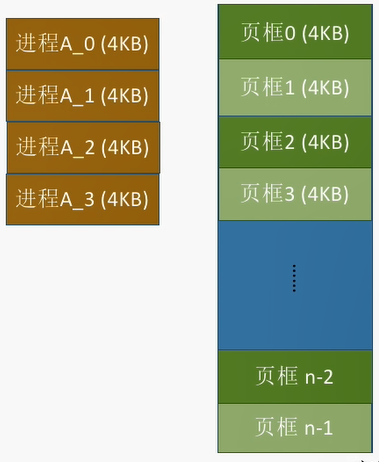 进程A_0 (4KB)
进程A_1 (4KB)
进程A_2 (4KB)
进程A_3 (4KB)
页框0 (4KB)
页框1 (4KB)
页框2 (4KB)
页框3 (4KB)
……
页框 n-2
页框 n-1